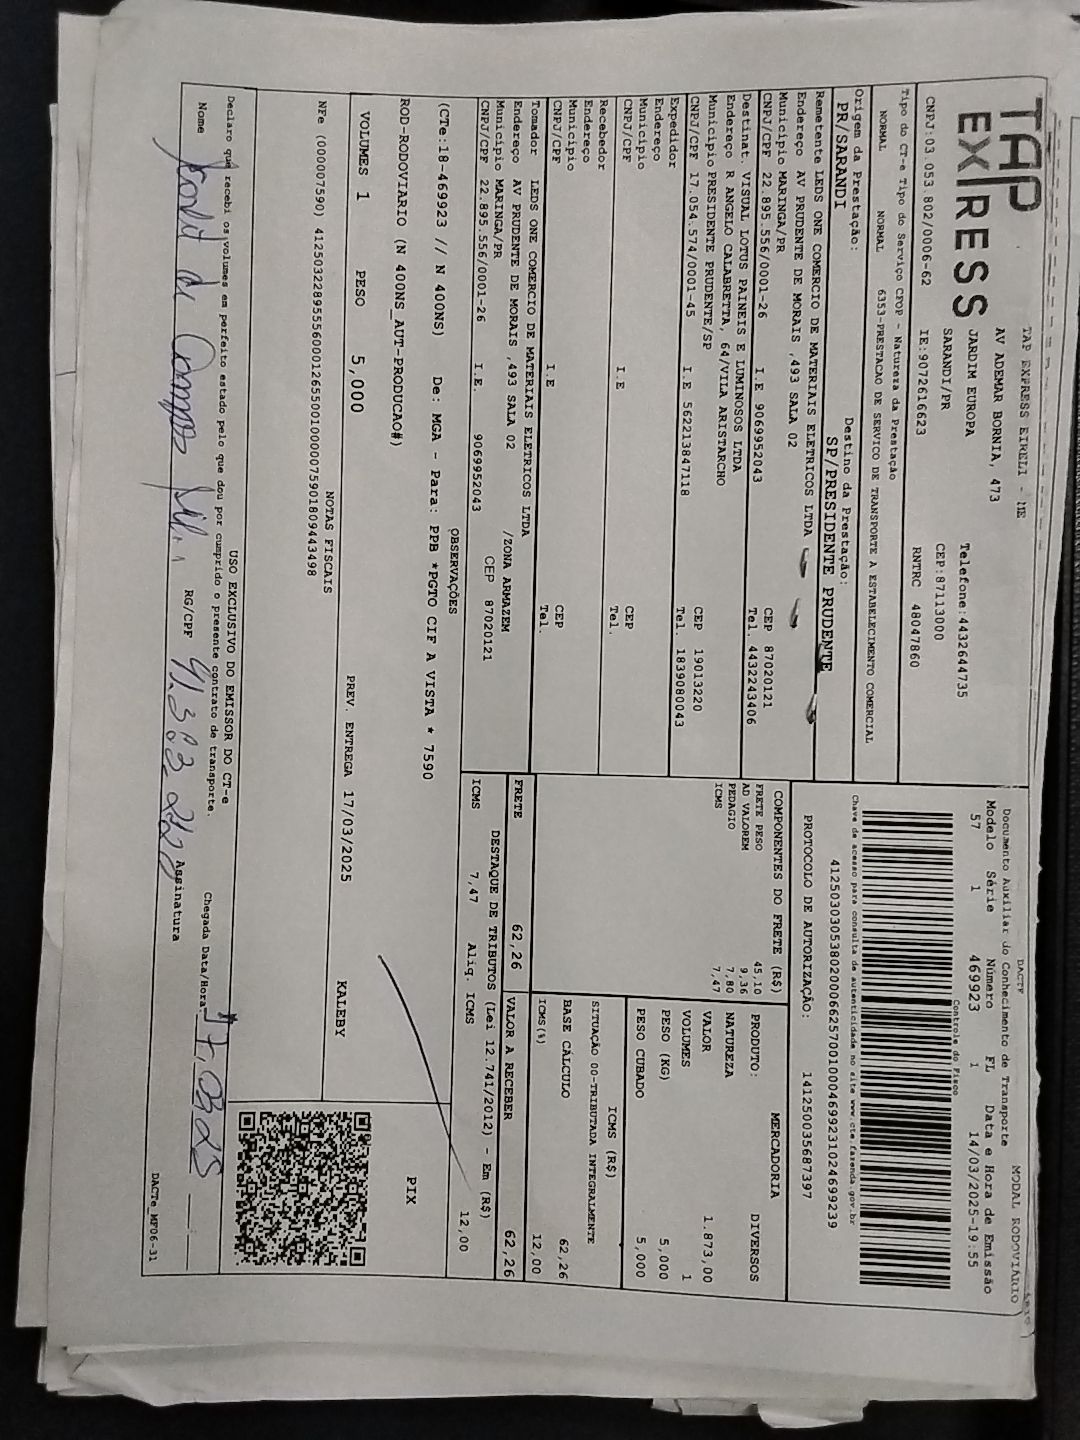 TAP
EXPRESS
TAP EXPRESS EIRELI - ME
AV ADEMAR BORNIA, 473
JARDIM EUROPA
SARANDI/PR
Telefone:4432644735
CEP:87113000
CNPJ:03.053.802/0006-62 IE:9072616623 RNTRC 48047860
DACTE MODAL RODOVIÁRIO
Documento Auxiliar do Conhecimento de Transporte
Modelo Série Número FL Data e Hora de Emissão
57 1 469923 1 14/03/2025-19:55
Controle do Fisco
Tipo do CT-e Tipo do Serviço CFOP - Natureza da Prestação
NORMAL NORMAL 6353-PRESTACAO DE SERVICO DE TRANSPORTE A ESTABELECIMENTO COMERCIAL
Chave de acesso para consulta de autenticidade no site www.cte.fazenda.gov.br
41250303053802000662570010004699231024699239
PROTOCOLO DE AUTORIZAÇÃO: 141250035687397
Origem da Prestação: Destino da Prestação:
PR/SARANDI SP/PRESIDENTE PRUDENTE
Remetente LEDS ONE COMERCIO DE MATERIAIS ELETRICOS LTDA
Endereço AV PRUDENTE DE MORAIS ,493 SALA 02
Município MARINGA/PR CEP 87020121
CNPJ/CPF 22.895.556/0001-26 I.E 9069952043 Tel. 4432243406
Destinat. VISUAL LOTUS PAINEIS E LUMINOSOS LTDA
Endereço R ANGELO CALABRETTA, 64/VILA ARISTARCHO
Município PRESIDENTE PRUDENTE/SP CEP 19013220
CNPJ/CPF 17.054.574/0001-45 I.E 562213847118 Tel. 1839080043
Expedidor
Endereço
Município CEP
CNPJ/CPF I.E Tel.
Recebedor
Endereço
Município CEP
CNPJ/CPF I.E Tel.
Tomador LEDS ONE COMERCIO DE MATERIAIS ELETRICOS LTDA
Endereço AV PRUDENTE DE MORAIS ,493 SALA 02 /ZONA ARMAZEM
Município MARINGA/PR CEP 87020121
CNPJ/CPF 22.895.556/0001-26 I.E. 9069952043
COMPONENTES DO FRETE (R$)
FRETE PESO 45,10
AD VALOREM 9,36
PEDAGIO 7,80
ICMS 7,47
MERCADORIA
PRODUTO: DIVERSOS
NATUREZA
VALOR 1.873,00
VOLUMES 1
PESO (KG) 5,000
PESO CUBADO 5,000
ICMS (R$)
SITUAÇÃO 00-TRIBUTADA INTEGRALMENTE
BASE CÁLCULO 62,26
ICMS(%) 12,00
FRETE 62,26 VALOR A RECEBER 62,26
DESTAQUE DE TRIBUTOS (Lei 12.741/2012) - Em (R$)
ICMS 7,47 Aliq. ICMS 12,00
OBSERVAÇÕES
(CTe:18-469923 // N 400NS) De: MGA - Para: PPB *PGTO CIF A VISTA * 7590
ROD-RODOVIARIO (N 400NS_AUT-PRODUCAO#)
PIX
VOLUMES 1 PESO 5,000 PREV. ENTREGA 17/03/2025 KALEBY
NOTAS FISCAIS
NFe (000007590) 41250322895556000126550010000075901809443498
USO EXCLUSIVO DO EMISSOR DO CT-e
Declaro que recebi os volumes em perfeito estado pelo que dou por cumprido o presente contrato de transporte.
Chegada Data/Hora: 17.03.25 __:__
Nome RG/CPF Assinatura
DACTe_MF06-31